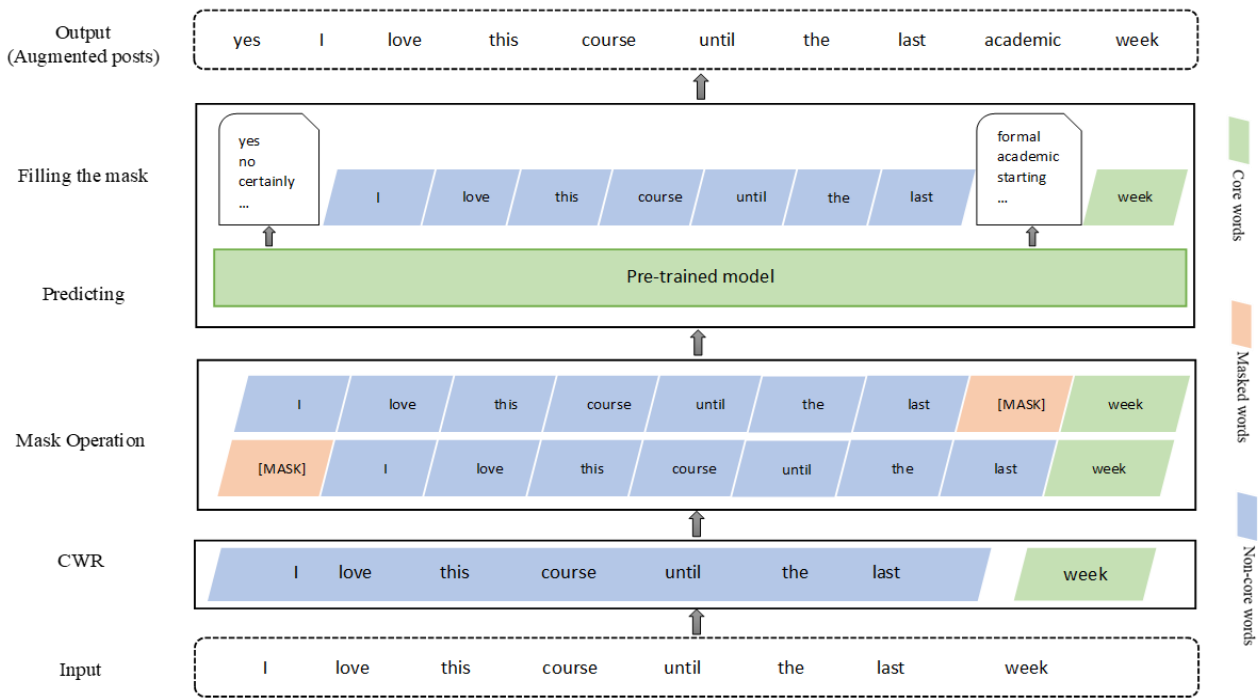 Output
(Augmented posts)
yes I love this course until the last academic week
Filling the mask
yes
no
certainly
...
I love this course until the last
formal
academic
starting
...
week
Predicting
Pre-trained model
Mask Operation
I love this course until the last [MASK] week
[MASK] I love this course until the last week
CWR
I love this course until the last week
Input
I love this course until the last week
Core words
Masked words
Non-core words